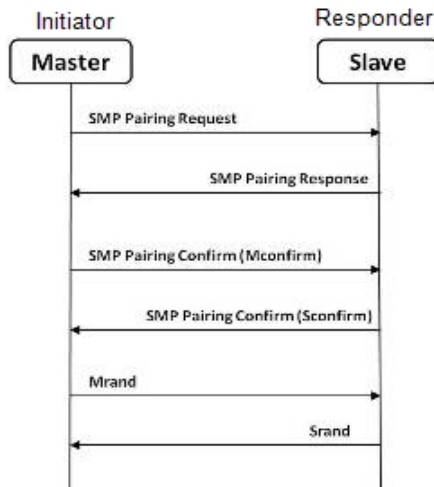 Initiator
Responder
Master
Slave
SMP Pairing Request
SMP Pairing Response
SMP Pairing Confirm (Mconfirm)
SMP Pairing Confirm (Sconfirm)
Mrand
Srand